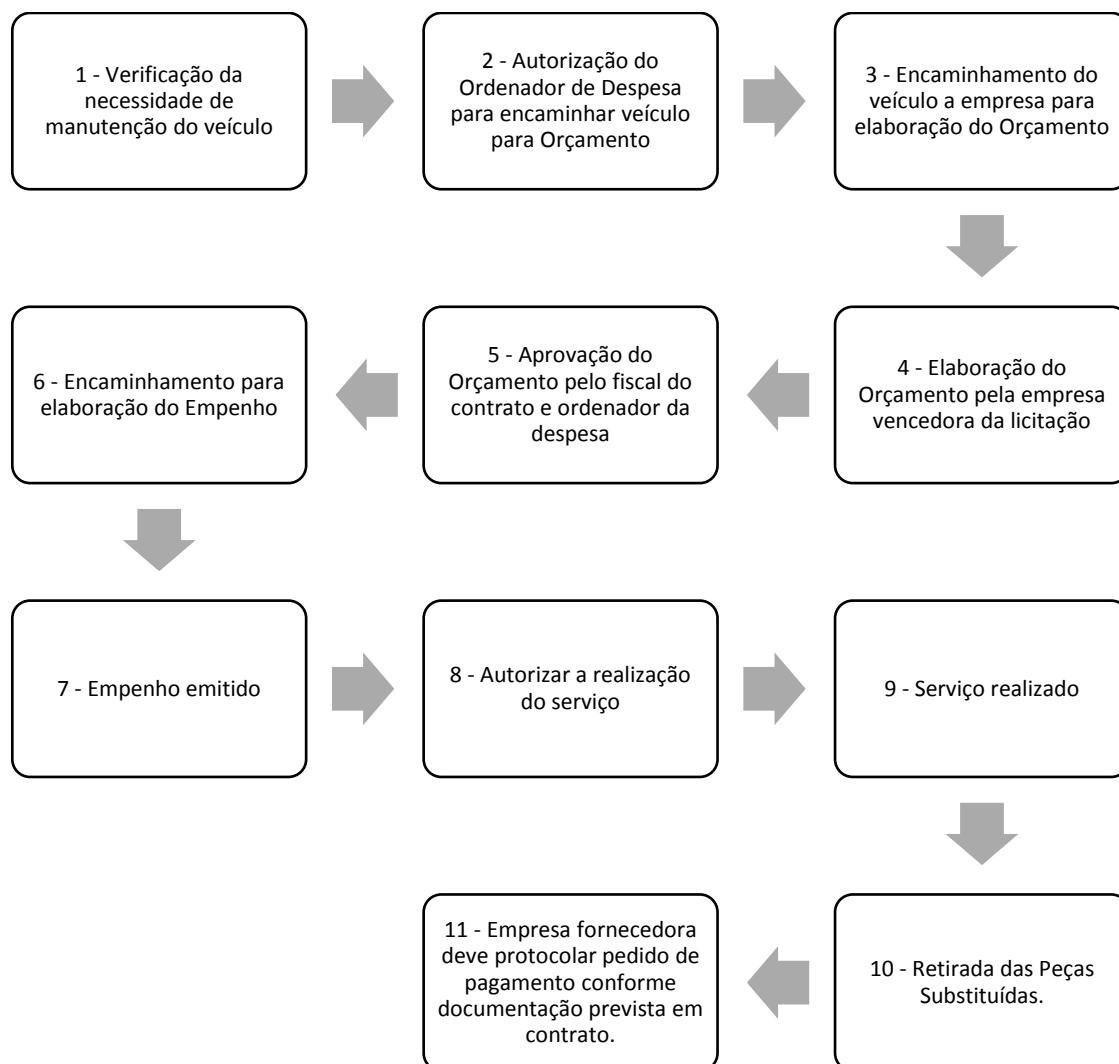 1 - Verificação da
necessidade de
manutenção do veículo
2 - Autorização do
Ordenador de Despesa
para encaminhar veículo
para Orçamento
3 - Encaminhamento do
veículo a empresa para
elaboração do Orçamento
4 - Elaboração do
Orçamento pela empresa
vencedora da licitação
5 - Aprovação do
Orçamento pelo fiscal do
contrato e ordenador da
despesa
6 - Encaminhamento para
elaboração do Empenho
7 - Empenho emitido
8 - Autorizar a realização
do serviço
9 - Serviço realizado
10 - Retirada das Peças
Substituídas.
11 - Empresa fornecedora
deve protocolar pedido de
pagamento conforme
documentação prevista em
contrato.